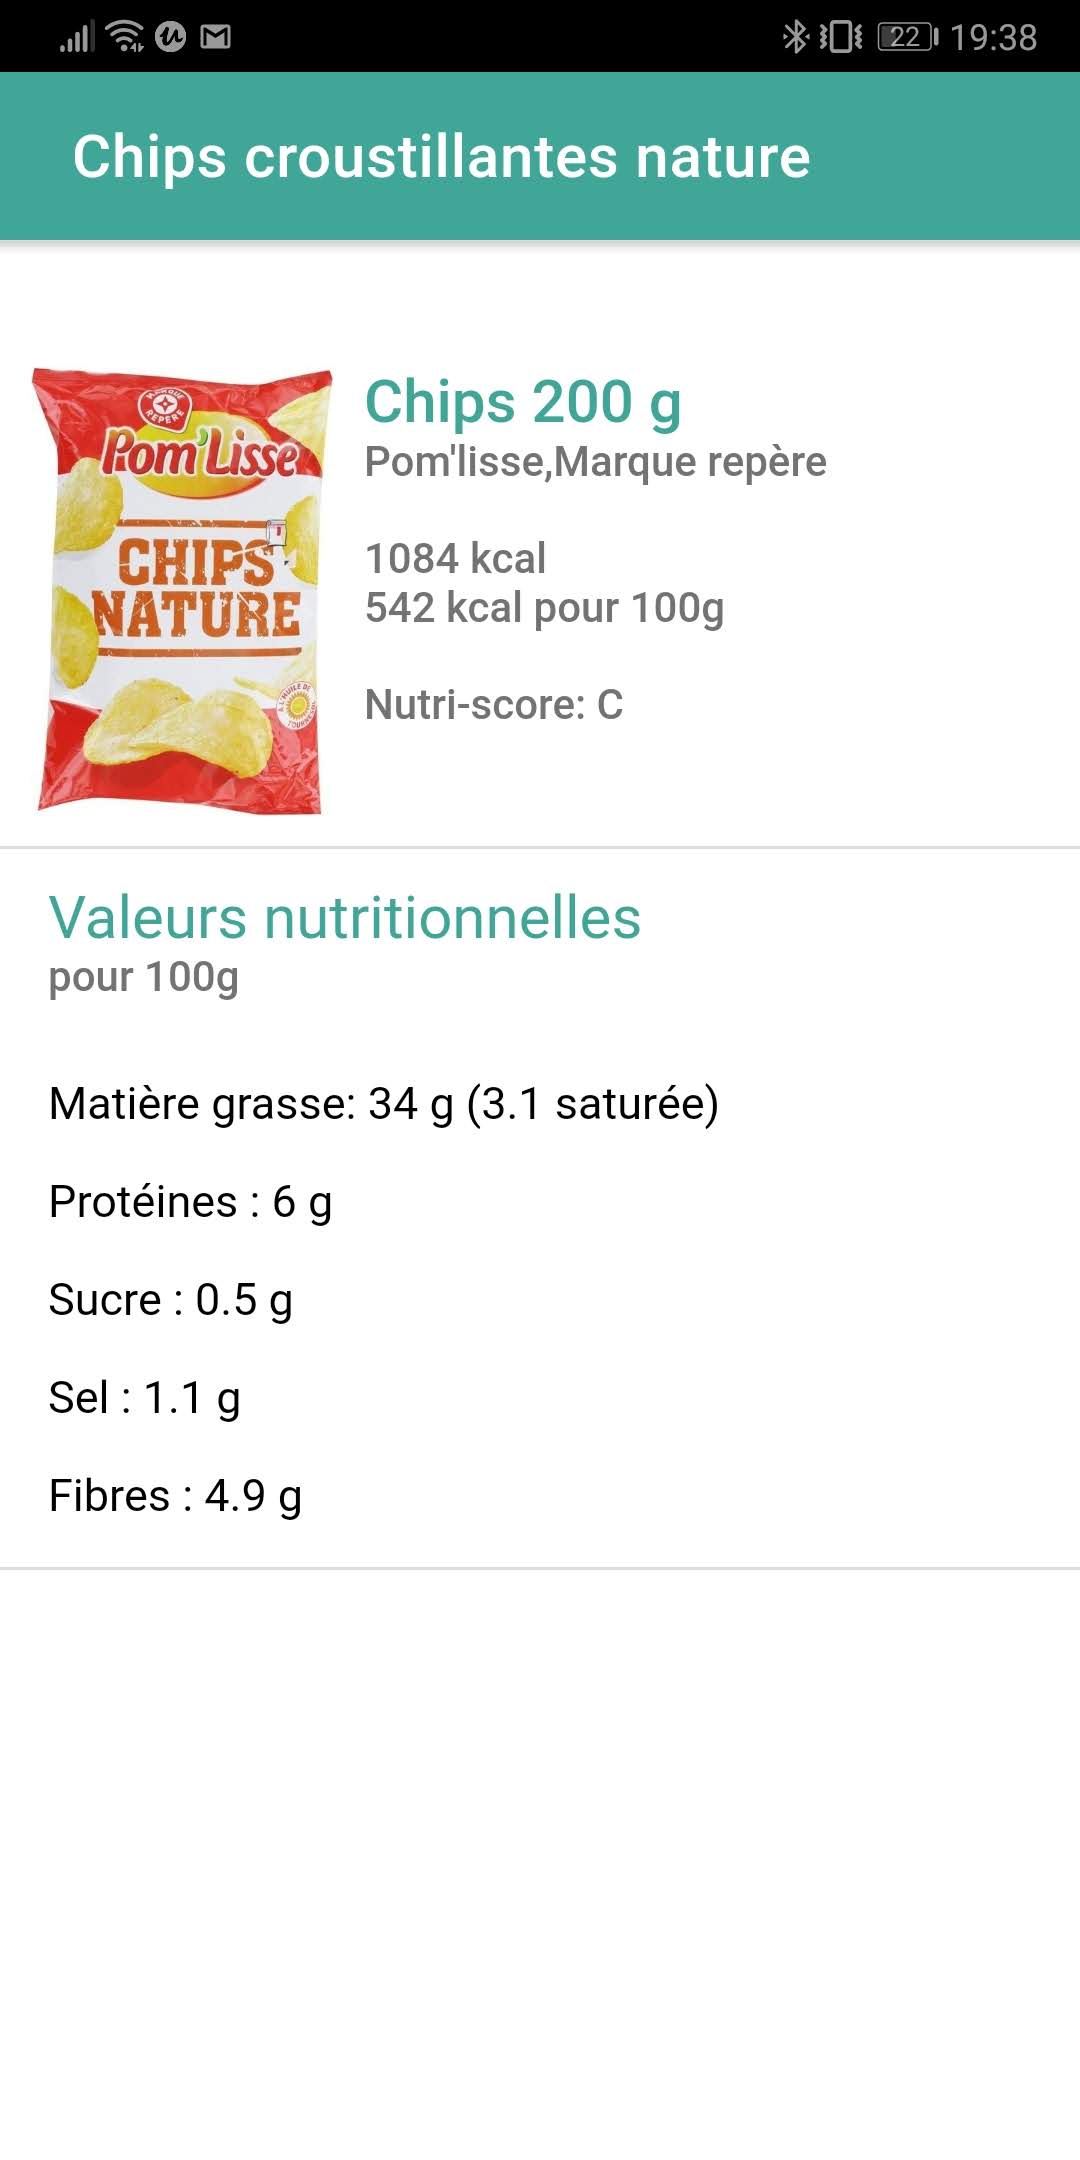 22 19:38
Chips croustillantes nature
MARQUE
REPÈRE
Pom'Lisse
CHIPS
NATURE
À L'HUILE DE
TOURNESOL
Chips 200 g
Pom'lisse,Marque repère
1084 kcal
542 kcal pour 100g
Nutri-score: C
Valeurs nutritionnelles
pour 100g
Matière grasse: 34 g (3.1 saturée)
Protéines : 6 g
Sucre : 0.5 g
Sel : 1.1 g
Fibres : 4.9 g